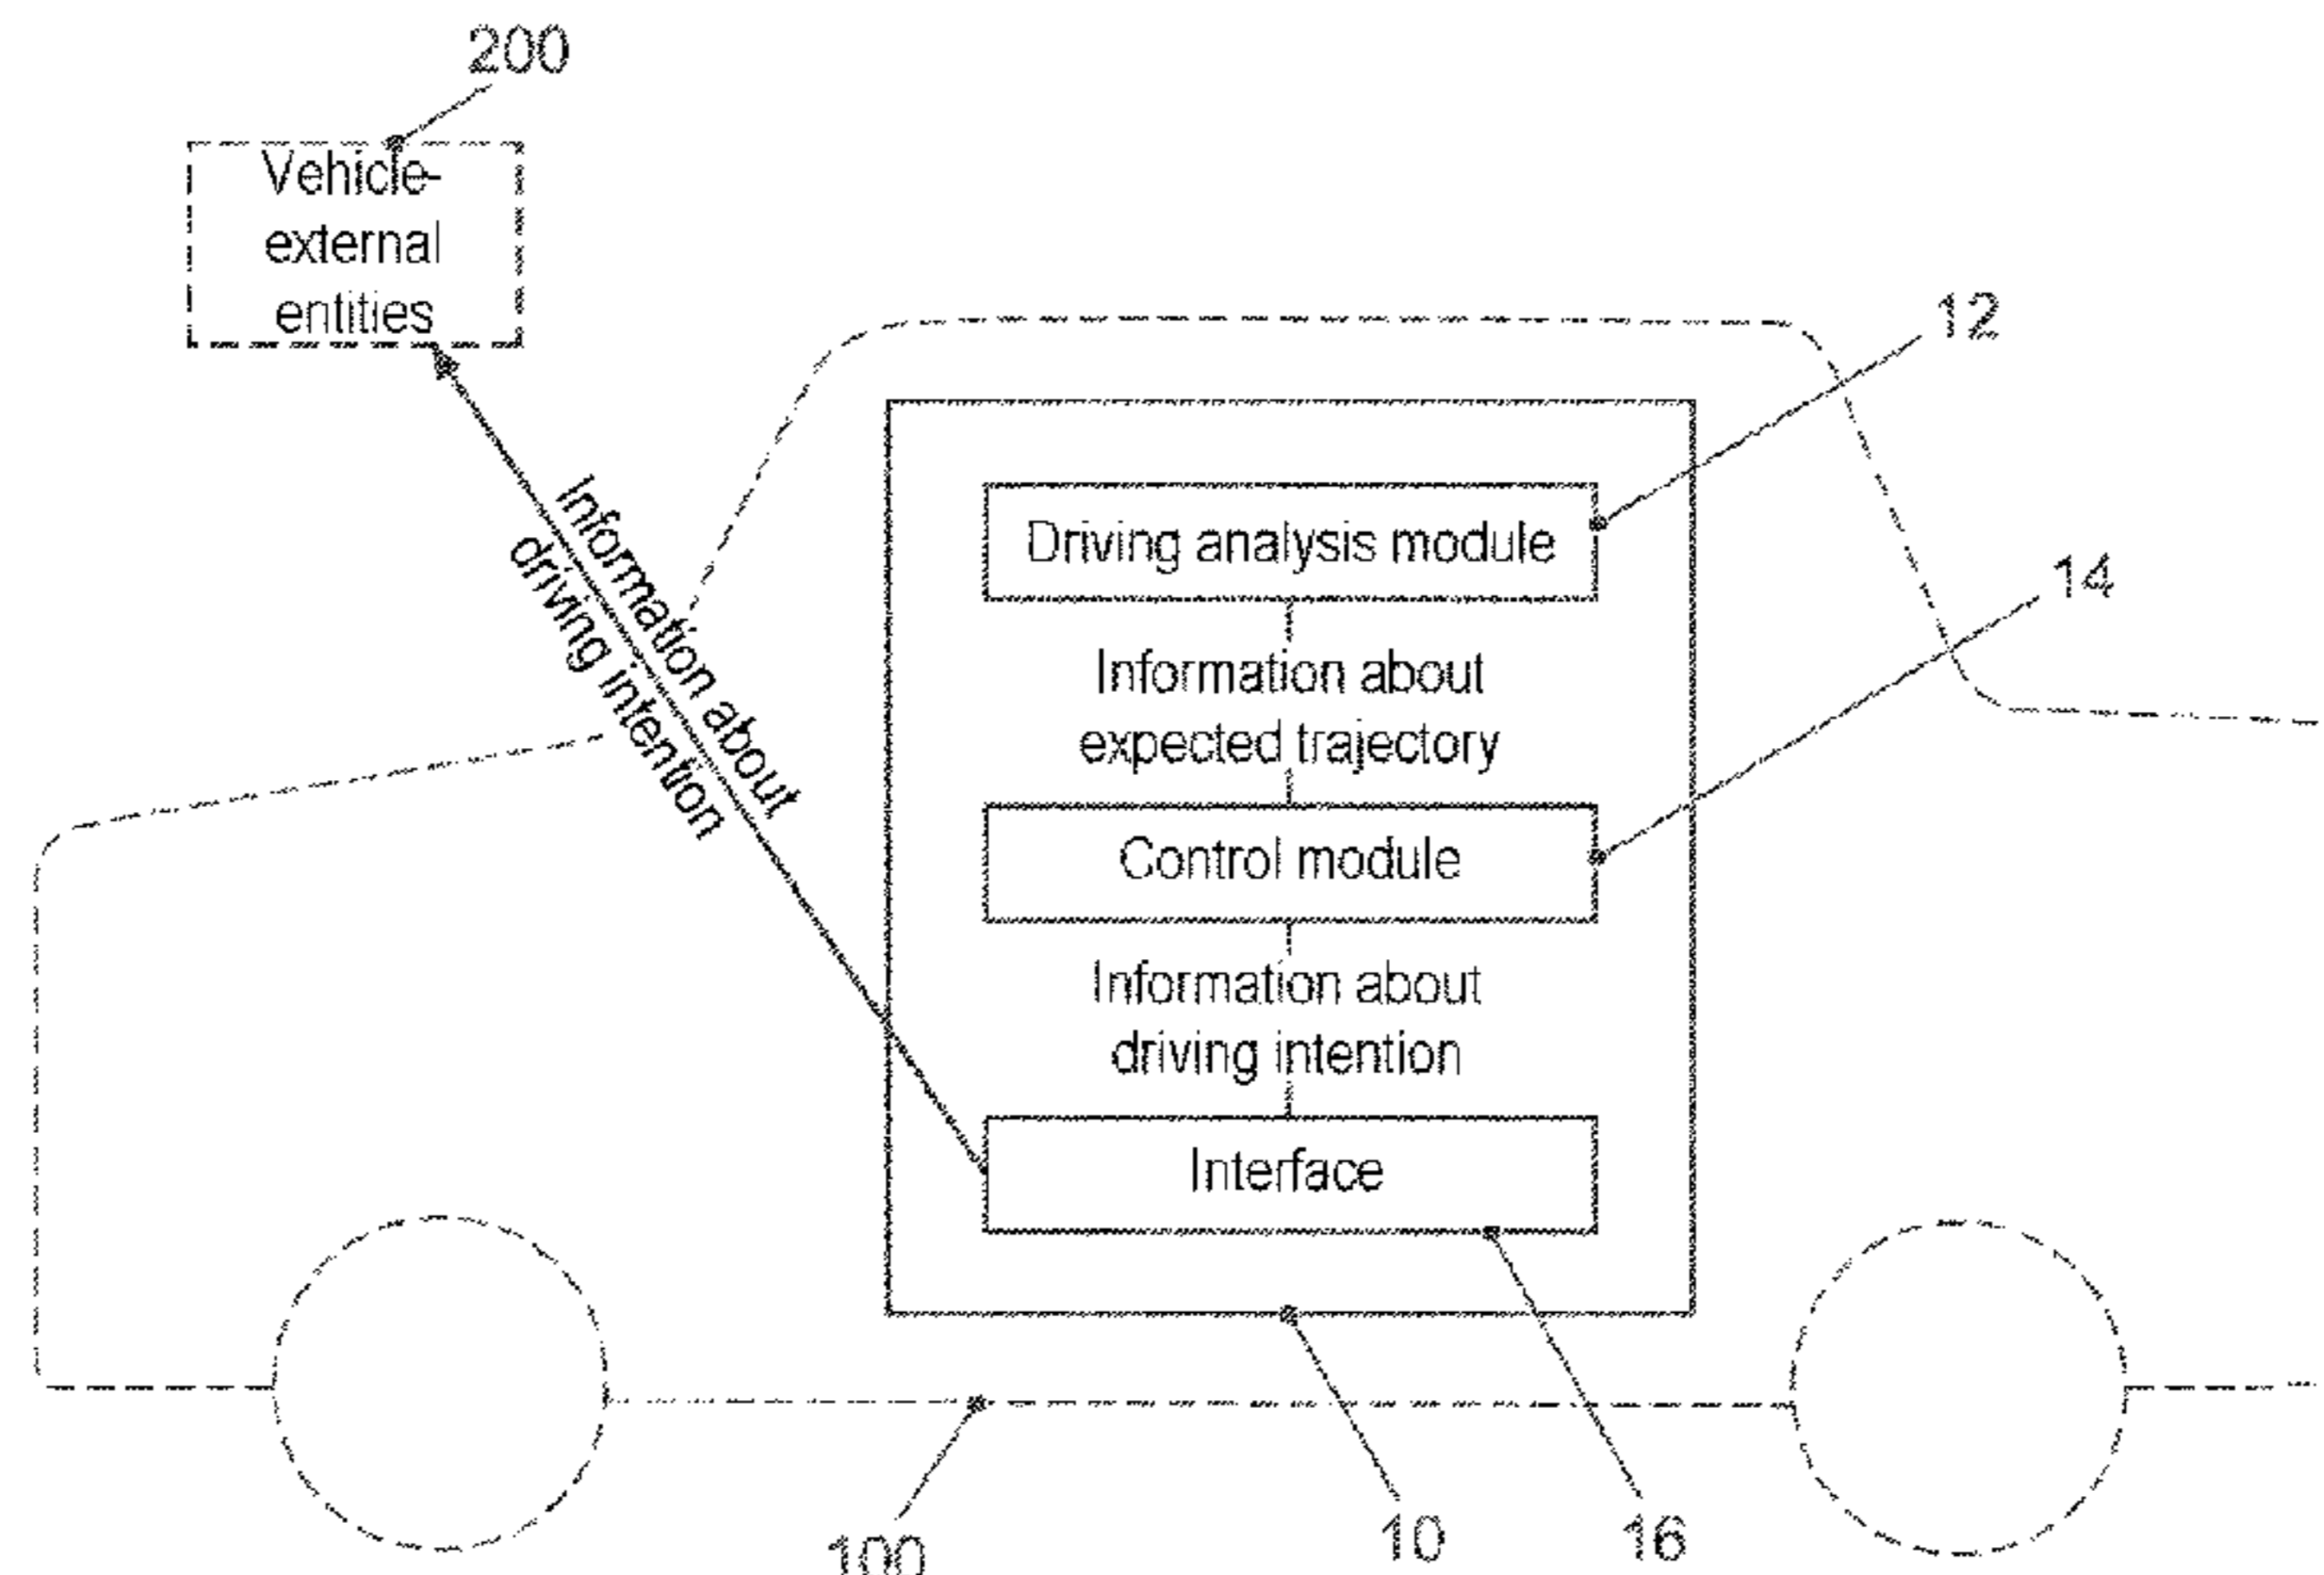 200
Vehicle-
external
entities
12
Driving analysis module
14
Information about
expected trajectory
Information about
driving intention
Control module
Information about
driving intention
Interface
100
10
16